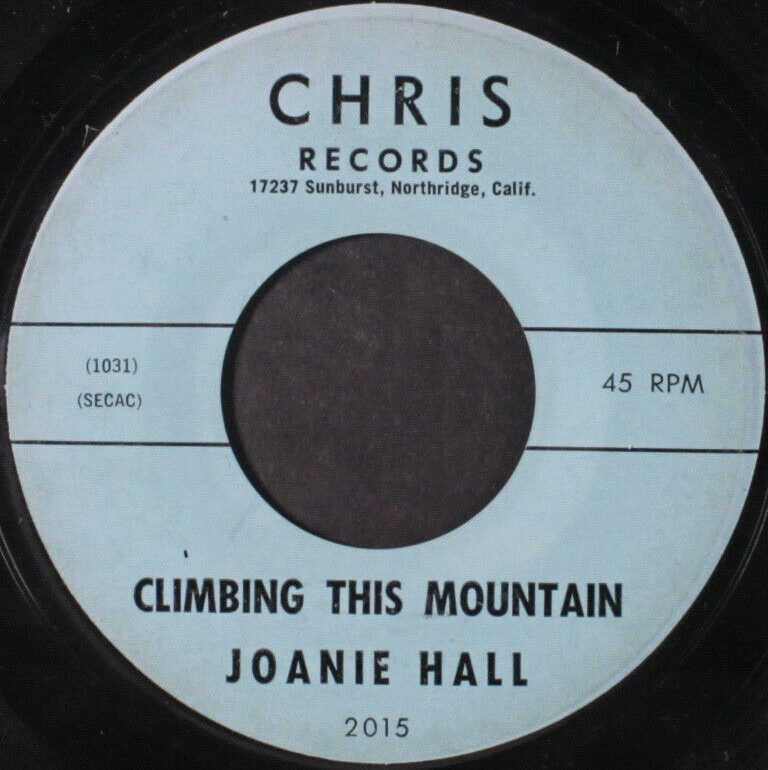 CHRIS
RECORDS
17237 Sunburst, Northridge, Calif.
(1031)
(SECAC)
45 RPM
CLIMBING THIS MOUNTAIN
JOANIE HALL
2015